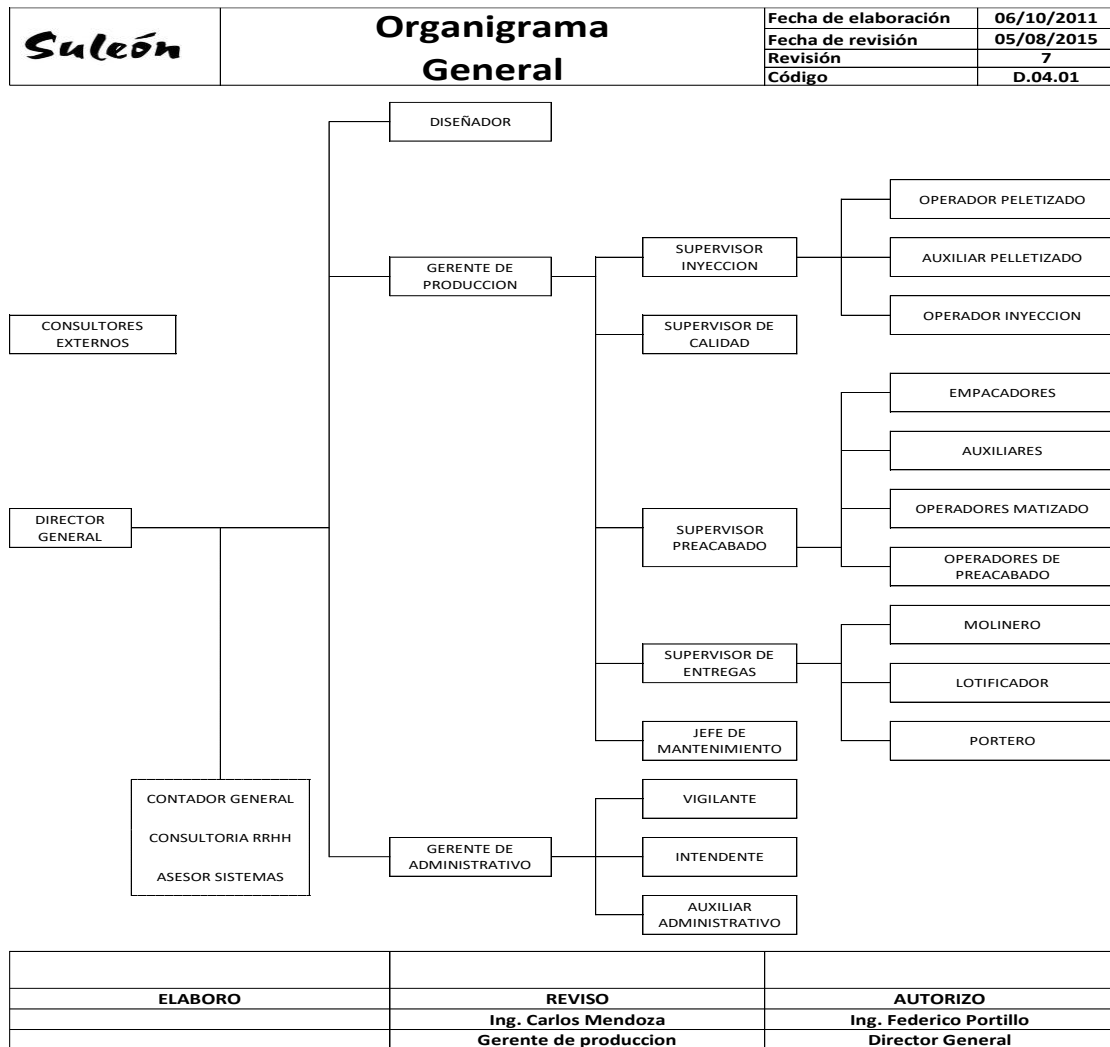 Suleón
Organigrama
General
Fecha de elaboración 06/10/2011
Fecha de revisión 05/08/2015
Revisión 7
Código D.04.01
DISEÑADOR
OPERADOR PELETIZADO
GERENTE DE
PRODUCCION
SUPERVISOR
INYECCION
AUXILIAR PELLETIZADO
OPERADOR INYECCION
CONSULTORES
EXTERNOS
SUPERVISOR DE
CALIDAD
EMPACADORES
AUXILIARES
DIRECTOR
GENERAL
SUPERVISOR
PREACABADO
OPERADORES MATIZADO
OPERADORES DE
PREACABADO
MOLINERO
SUPERVISOR DE
ENTREGAS
LOTIFICADOR
JEFE DE
MANTENIMIENTO
PORTERO
CONTADOR GENERAL
CONSULTORIA RRHH
ASESOR SISTEMAS
VIGILANTE
GERENTE DE
ADMINISTRATIVO
INTENDENTE
AUXILIAR
ADMINISTRATIVO
ELABORO REVISO AUTORIZO
Ing. Carlos Mendoza Ing. Federico Portillo
Gerente de produccion Director General